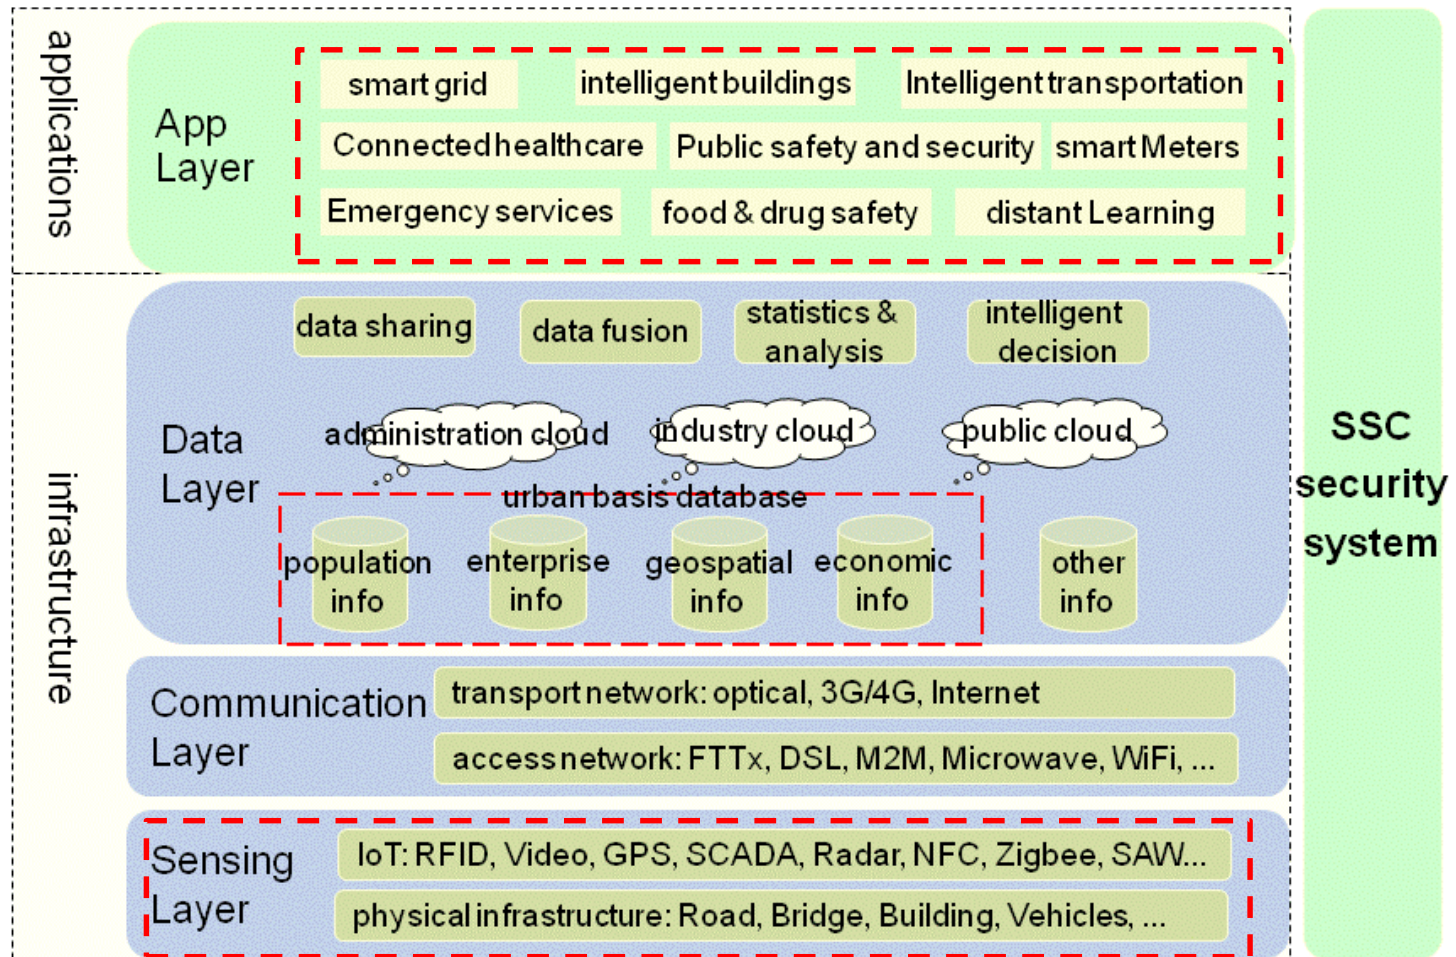 applications
App
Layer
smart grid
intelligent buildings
Intelligent transportation
Connected healthcare
Public safety and security
smart Meters
Emergency services
food & drug safety
distant Learning
infrastructure
Data
Layer
data sharing
data fusion
statistics &
analysis
intelligent
decision
administration cloud
industry cloud
public cloud
urban basis database
population
info
enterprise
info
geospatial
info
economic
info
other
info
Communication
Layer
transport network: optical, 3G/4G, Internet
access network: FTTx, DSL, M2M, Microwave, WiFi, ...
Sensing
Layer
IoT: RFID, Video, GPS, SCADA, Radar, NFC, Zigbee, SAW...
physical infrastructure: Road, Bridge, Building, Vehicles, ...
SSC
security
system